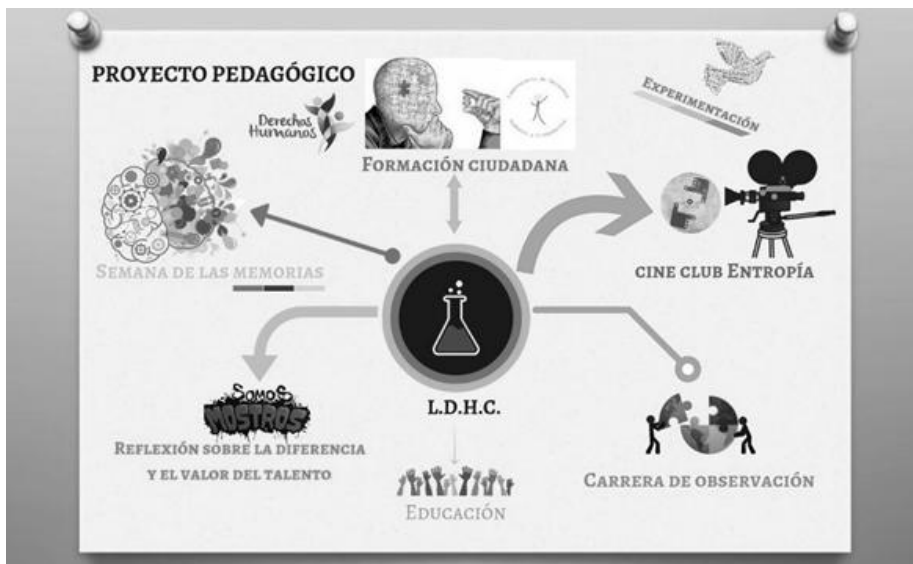 PROYECTO PEDAGÓGICO
Derechos
Humanos
FORMACIÓN CIUDADANA
EXPERIMENTACIÓN
SEMANA DE LAS MEMORIAS
CINE CLUB ENTROPÍA
L.D.H.C.
SOMOS
MOSTROS
REFLEXIÓN SOBRE LA DIFERENCIA
Y EL VALOR DEL TALENTO
EDUCACIÓN
CARRERA DE OBSERVACIÓN